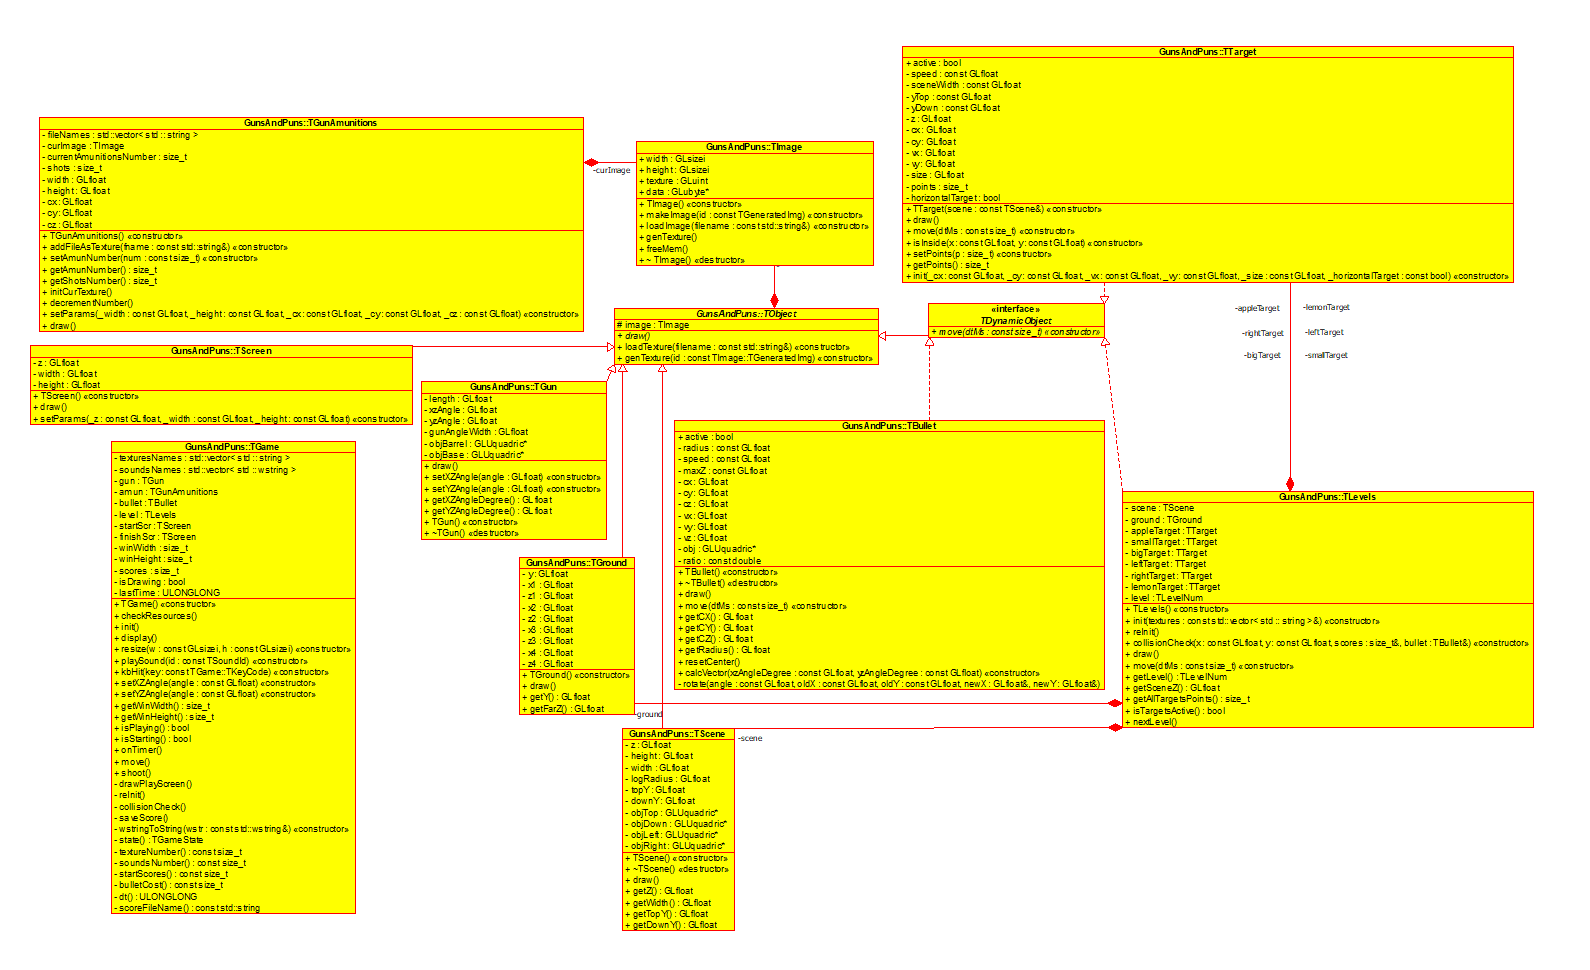 GunsAndPuns::TTarget
+ active : bool
- speed : const GLfloat
- sceneWidth : const GLfloat
- yTop : const GLfloat
- yDown : const GLfloat
- z : GLfloat
- cx : GLfloat
- cy : GLfloat
- vx : GLfloat
- vy : GLfloat
- size : GLfloat
- points : size_t
- horizontalTarget : bool
+ TTarget(scene : const TScene&) «constructor»
+ draw()
+ move(dtMs : const size_t) «constructor»
+ isInside(x : const GLfloat, y : const GLfloat) «constructor»
+ setPoints(p : size_t) «constructor»
+ getPoints() : size_t
+ init(_cx : const GLfloat, _cy : const GLfloat, _vx : const GLfloat, _vy : const GLfloat, _size : const GLfloat, _horizontalTarget : const bool) «constructor»
GunsAndPuns::TGunAmunitions
- fileNames : std::vector< std :: string >
- curImage : TImage
- currentAmunitionsNumber : size_t
- shots : size_t
- width : GLfloat
- height : GLfloat
- cx : GLfloat
- cy : GLfloat
- cz : GLfloat
+ TGunAmunitions() «constructor»
+ addFileAsTexture(fname : const std::string&) «constructor»
+ setAmunNumber(num : const size_t) «constructor»
+ getAmunNumber() : size_t
+ getShotsNumber() : size_t
+ initCurTexture()
+ decrementNumber()
+ setParams(_width : const GLfloat, _height : const GLfloat, _cx : const GLfloat, _cy : const GLfloat, _cz : const GLfloat) «constructor»
+ draw()
-curImage
GunsAndPuns::TImage
+ width : GLsizei
+ height : GLsizei
+ texture : GLuint
+ data : GLubyte*
+ TImage() «constructor»
+ makeImage(id : const TGeneratedImg) «constructor»
+ loadImage(filename : const std::string&) «constructor»
+ genTexture()
+ freeMem()
+ ~ TImage() «destructor»
GunsAndPuns::TObject
# image : TImage
+ draw()
+ loadTexture(filename : const std::string&) «constructor»
+ genTexture(id : const TImage::TGeneratedImg) «constructor»
«interface»
TDynamicObject
+ move(dtMs : const size_t) «constructor»
-appleTarget
-lemonTarget
-rightTarget
-leftTarget
-bigTarget
-smallTarget
GunsAndPuns::TScreen
- z : GLfloat
- width : GLfloat
- height : GLfloat
+ TScreen() «constructor»
+ draw()
+ setParams(_z : const GLfloat, _width : const GLfloat, _height : const GLfloat) «constructor»
GunsAndPuns::TGun
- length : GLfloat
- xzAngle : GLfloat
- yzAngle : GLfloat
- gunAngleWidth : GLfloat
- objBarrel : GLUquadric*
- objBase : GLUquadric*
+ draw()
+ setXZAngle(angle : GLfloat) «constructor»
+ setYZAngle(angle : GLfloat) «constructor»
+ getXZAngleDegree() : GLfloat
+ getYZAngleDegree() : GLfloat
+ TGun() «constructor»
+ ~TGun() «destructor»
GunsAndPuns::TBullet
+ active : bool
- radius : const GLfloat
- speed : const GLfloat
- maxZ : const GLfloat
- cx : GLfloat
- cy : GLfloat
- cz : GLfloat
- vx : GLfloat
- vy : GLfloat
- vz : GLfloat
- obj : GLUquadric*
- ratio : const double
+ TBullet() «constructor»
+ ~TBullet() «destructor»
+ draw()
+ move(dtMs : const size_t) «constructor»
+ getCX() : GLfloat
+ getCY() : GLfloat
+ getCZ() : GLfloat
+ getRadius() : GLfloat
+ resetCenter()
+ calcVector(xzAngleDegree : const GLfloat, yzAngleDegree : const GLfloat) «constructor»
- rotate(angle : const GLfloat, oldX : const GLfloat, oldY : const GLfloat, newX : GLfloat&, newY : GLfloat&)
GunsAndPuns::TGame
- texturesNames : std::vector< std :: string >
- soundsNames : std::vector< std :: wstring >
- gun : TGun
- amun : TGunAmunitions
- bullet : TBullet
- level : TLevels
- startScr : TScreen
- finishScr : TScreen
- winWidth : size_t
- winHeight : size_t
- scores : size_t
- isDrawing : bool
- lastTime : ULONGLONG
+ TGame() «constructor»
+ checkResources()
+ init()
+ display()
+ resize(w : const GLsizei, h : const GLsizei) «constructor»
+ playSound(id : const TSoundId) «constructor»
+ kbHit(key : const TGame::TKeyCode) «constructor»
+ setXZAngle(angle : const GLfloat) «constructor»
+ setYZAngle(angle : const GLfloat) «constructor»
+ getWinWidth() : size_t
+ getWinHeight() : size_t
+ isPlaying() : bool
+ isStarting() : bool
+ onTimer()
+ move()
+ shoot()
- drawPlayScreen()
- reInit()
- collisionCheck()
- saveScore()
- wstringToString(wstr : const std::wstring&) «constructor»
- state() : TGameState
- textureNumber() : const size_t
- soundsNumber() : const size_t
- startScores() : const size_t
- bulletCost() : const size_t
- dt() : ULONGLONG
- scoreFileName() : const std::string
GunsAndPuns::TLevels
- scene : TScene
- ground : TGround
- appleTarget : TTarget
- smallTarget : TTarget
- bigTarget : TTarget
- leftTarget : TTarget
- rightTarget : TTarget
- lemonTarget : TTarget
- level : TLevelNum
+ TLevels() «constructor»
+ init(textures : const std::vector< std :: string >&) «constructor»
+ reInit()
+ collisionCheck(x : const GLfloat, y : const GLfloat, scores : size_t&, bullet : TBullet&) «constructor»
+ draw()
+ move(dtMs : const size_t) «constructor»
+ getLevel() : TLevelNum
+ getSceneZ() : GLfloat
+ getAllTargetsPoints() : size_t
+ isTargetsActive() : bool
+ nextLevel()
GunsAndPuns::TGround
- y : GLfloat
- x1 : GLfloat
- z1 : GLfloat
- x2 : GLfloat
- z2 : GLfloat
- x3 : GLfloat
- z3 : GLfloat
- x4 : GLfloat
- z4 : GLfloat
+ TGround() «constructor»
+ draw()
+ getY() : GLfloat
+ getFarZ() : GLfloat
-ground
GunsAndPuns::TScene
-scene
- z : GLfloat
- height : GLfloat
- width : GLfloat
- logRadius : GLfloat
- topY : GLfloat
- downY : GLfloat
- objTop : GLUquadric*
- objDown : GLUquadric*
- objLeft : GLUquadric*
- objRight : GLUquadric*
+ TScene() «constructor»
+ ~TScene() «destructor»
+ draw()
+ getZ() : GLfloat
+ getWidth() : GLfloat
+ getTopY() : GLfloat
+ getDownY() : GLfloat